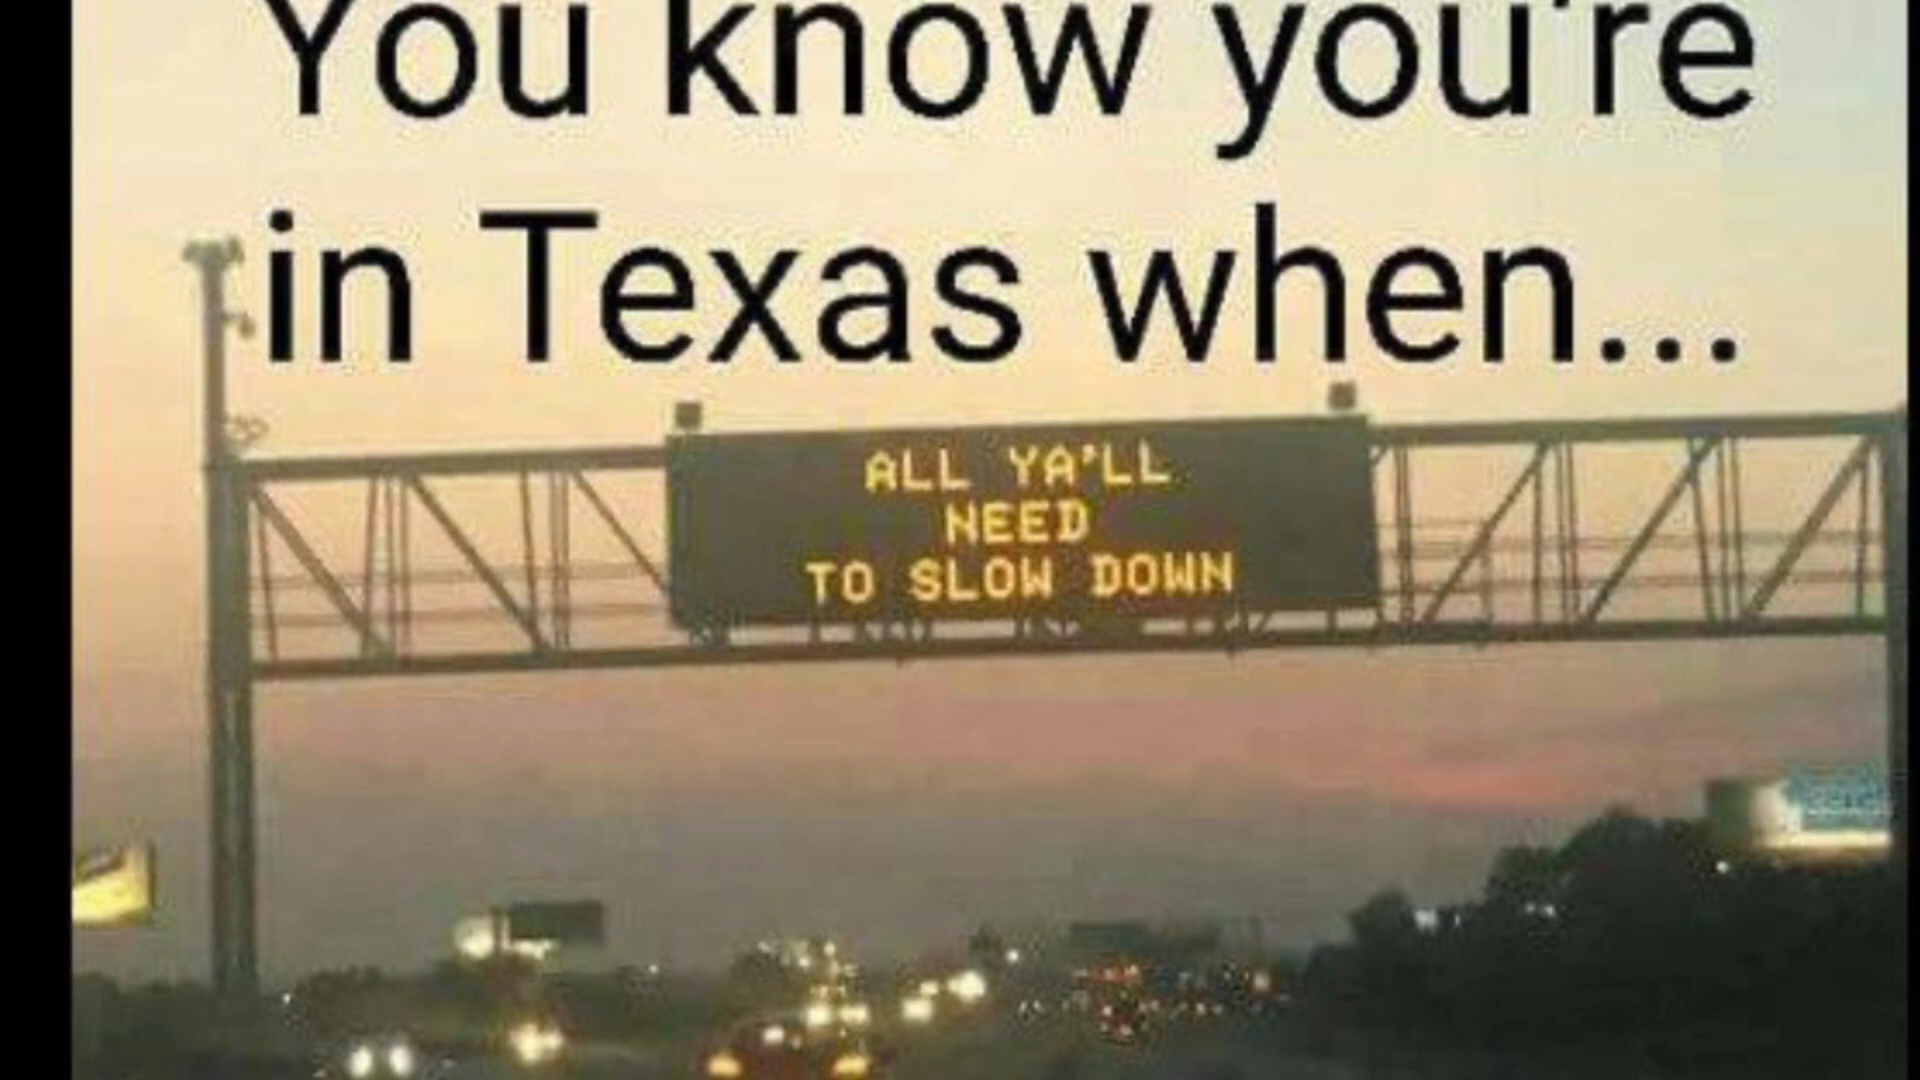 You know you're
in Texas when...
ALL YA'LL
NEED
TO SLOW DOWN